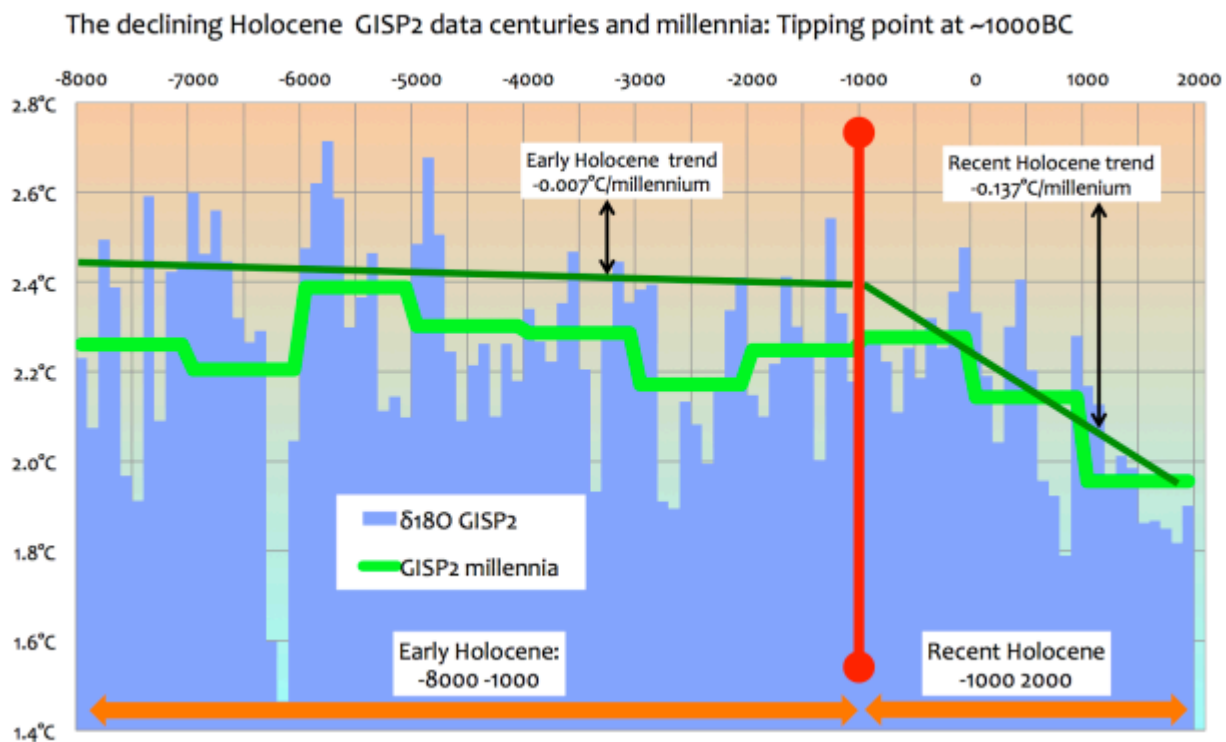 The declining Holocene  GISP2 data centuries and millennia: Tipping point at ~1000BC
-8000 -7000 -6000 -5000 -4000 -3000 -2000 -1000 0 1000 2000
2.8°C
2.6°C
2.4°C
2.2°C
2.0°C
1.8°C
1.6°C
1.4°C
Early Holocene trend
-0.007°C/millennium
Recent Holocene trend
-0.137°C/millenium
δ18O GISP2
GISP2 millennia
Early Holocene:
-8000 -1000
Recent Holocene
-1000 2000